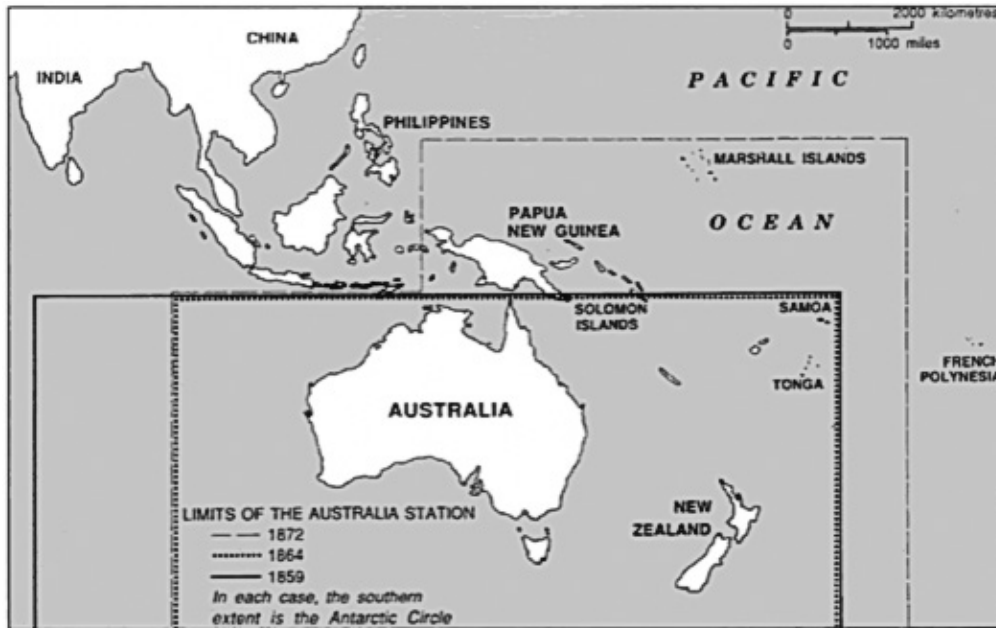 0 2000 kilometres
0 1000 miles
CHINA
INDIA
PACIFIC
PHILIPPINES
MARSHALL ISLANDS
PAPUA
NEW GUINEA
OCEAN
SOLOMON
ISLANDS
SAMOA
TONGA
FRENCH
POLYNESIA
AUSTRALIA
NEW
ZEALAND
LIMITS OF THE AUSTRALIA STATION
1872
1864
1859
In each case, the southern
extent is the Antarctic Circle